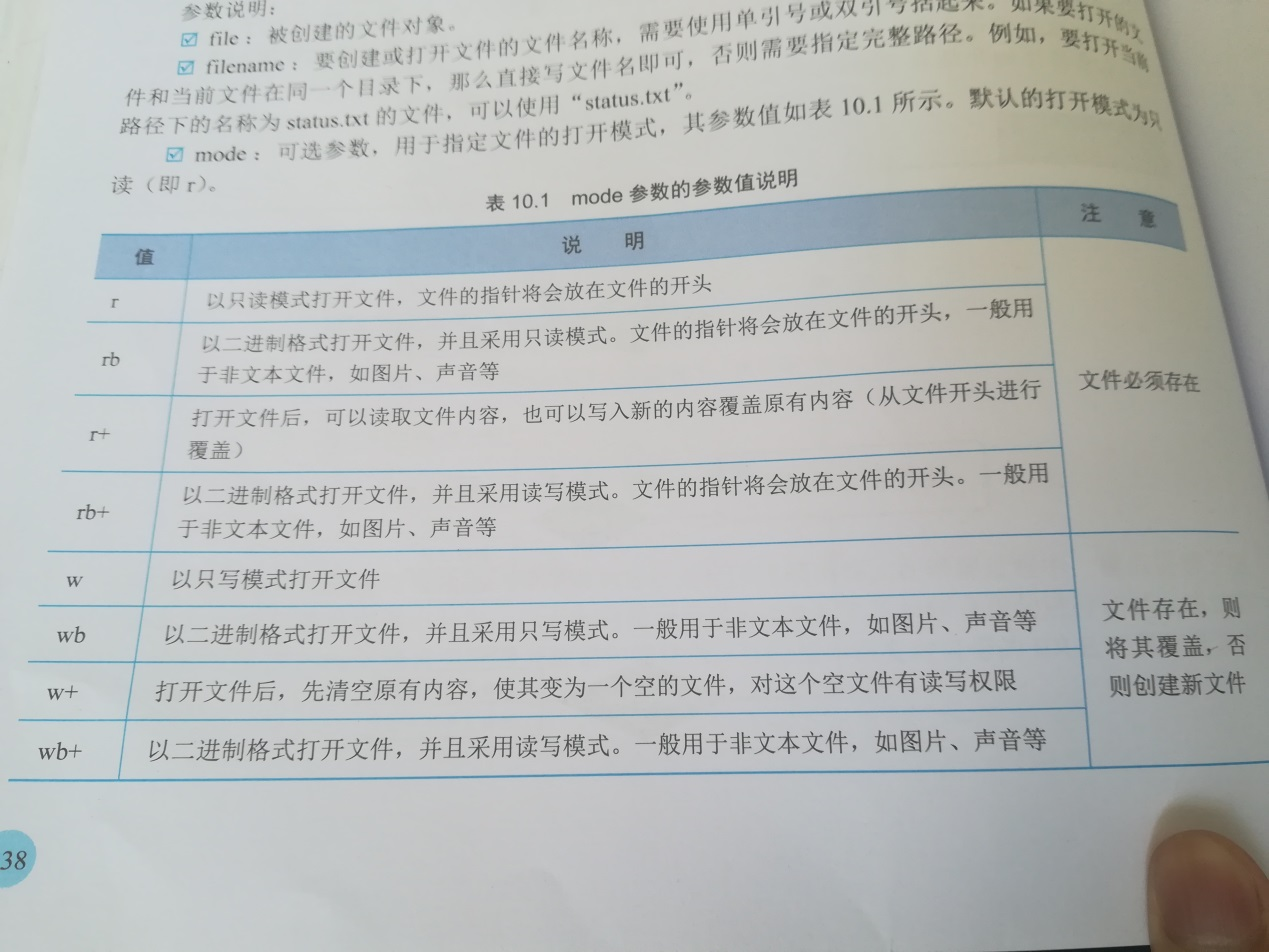 参数说明：
☑ file：被创建的文件对象。
☑ filename：要创建或打开文件的文件名称，需要使用单引号或双引号括起来。如果要打开的文
件和当前文件在同一个目录下，那么直接写文件名即可，否则需要指定完整路径。例如，要打开当前
路径下的名称为 status.txt 的文件，可以使用“status.txt”。
☑ mode：可选参数，用于指定文件的打开模式，其参数值如表 10.1 所示。默认的打开模式为只
读（即 r）。
表 10.1 mode 参数的参数值说明
值 说 明 注 意
r 以只读模式打开文件，文件的指针将会放在文件的开头
rb 以二进制格式打开文件，并且采用只读模式。文件的指针将会放在文件的开头，一般用
于非文本文件，如图片、声音等
文件必须存在
r+ 打开文件后，可以读取文件内容，也可以写入新的内容覆盖原有内容（从文件开头进行
覆盖）
rb+ 以二进制格式打开文件，并且采用读写模式。文件的指针将会放在文件的开头。一般用
于非文本文件，如图片、声音等
w 以只写模式打开文件
wb 以二进制格式打开文件，并且采用只写模式。一般用于非文本文件，如图片、声音等
文件存在，则
将其覆盖，否
则创建新文件
w+ 打开文件后，先清空原有内容，使其变为一个空的文件，对这个空文件有读写权限
wb+ 以二进制格式打开文件，并且采用读写模式。一般用于非文本文件，如图片、声音等
38